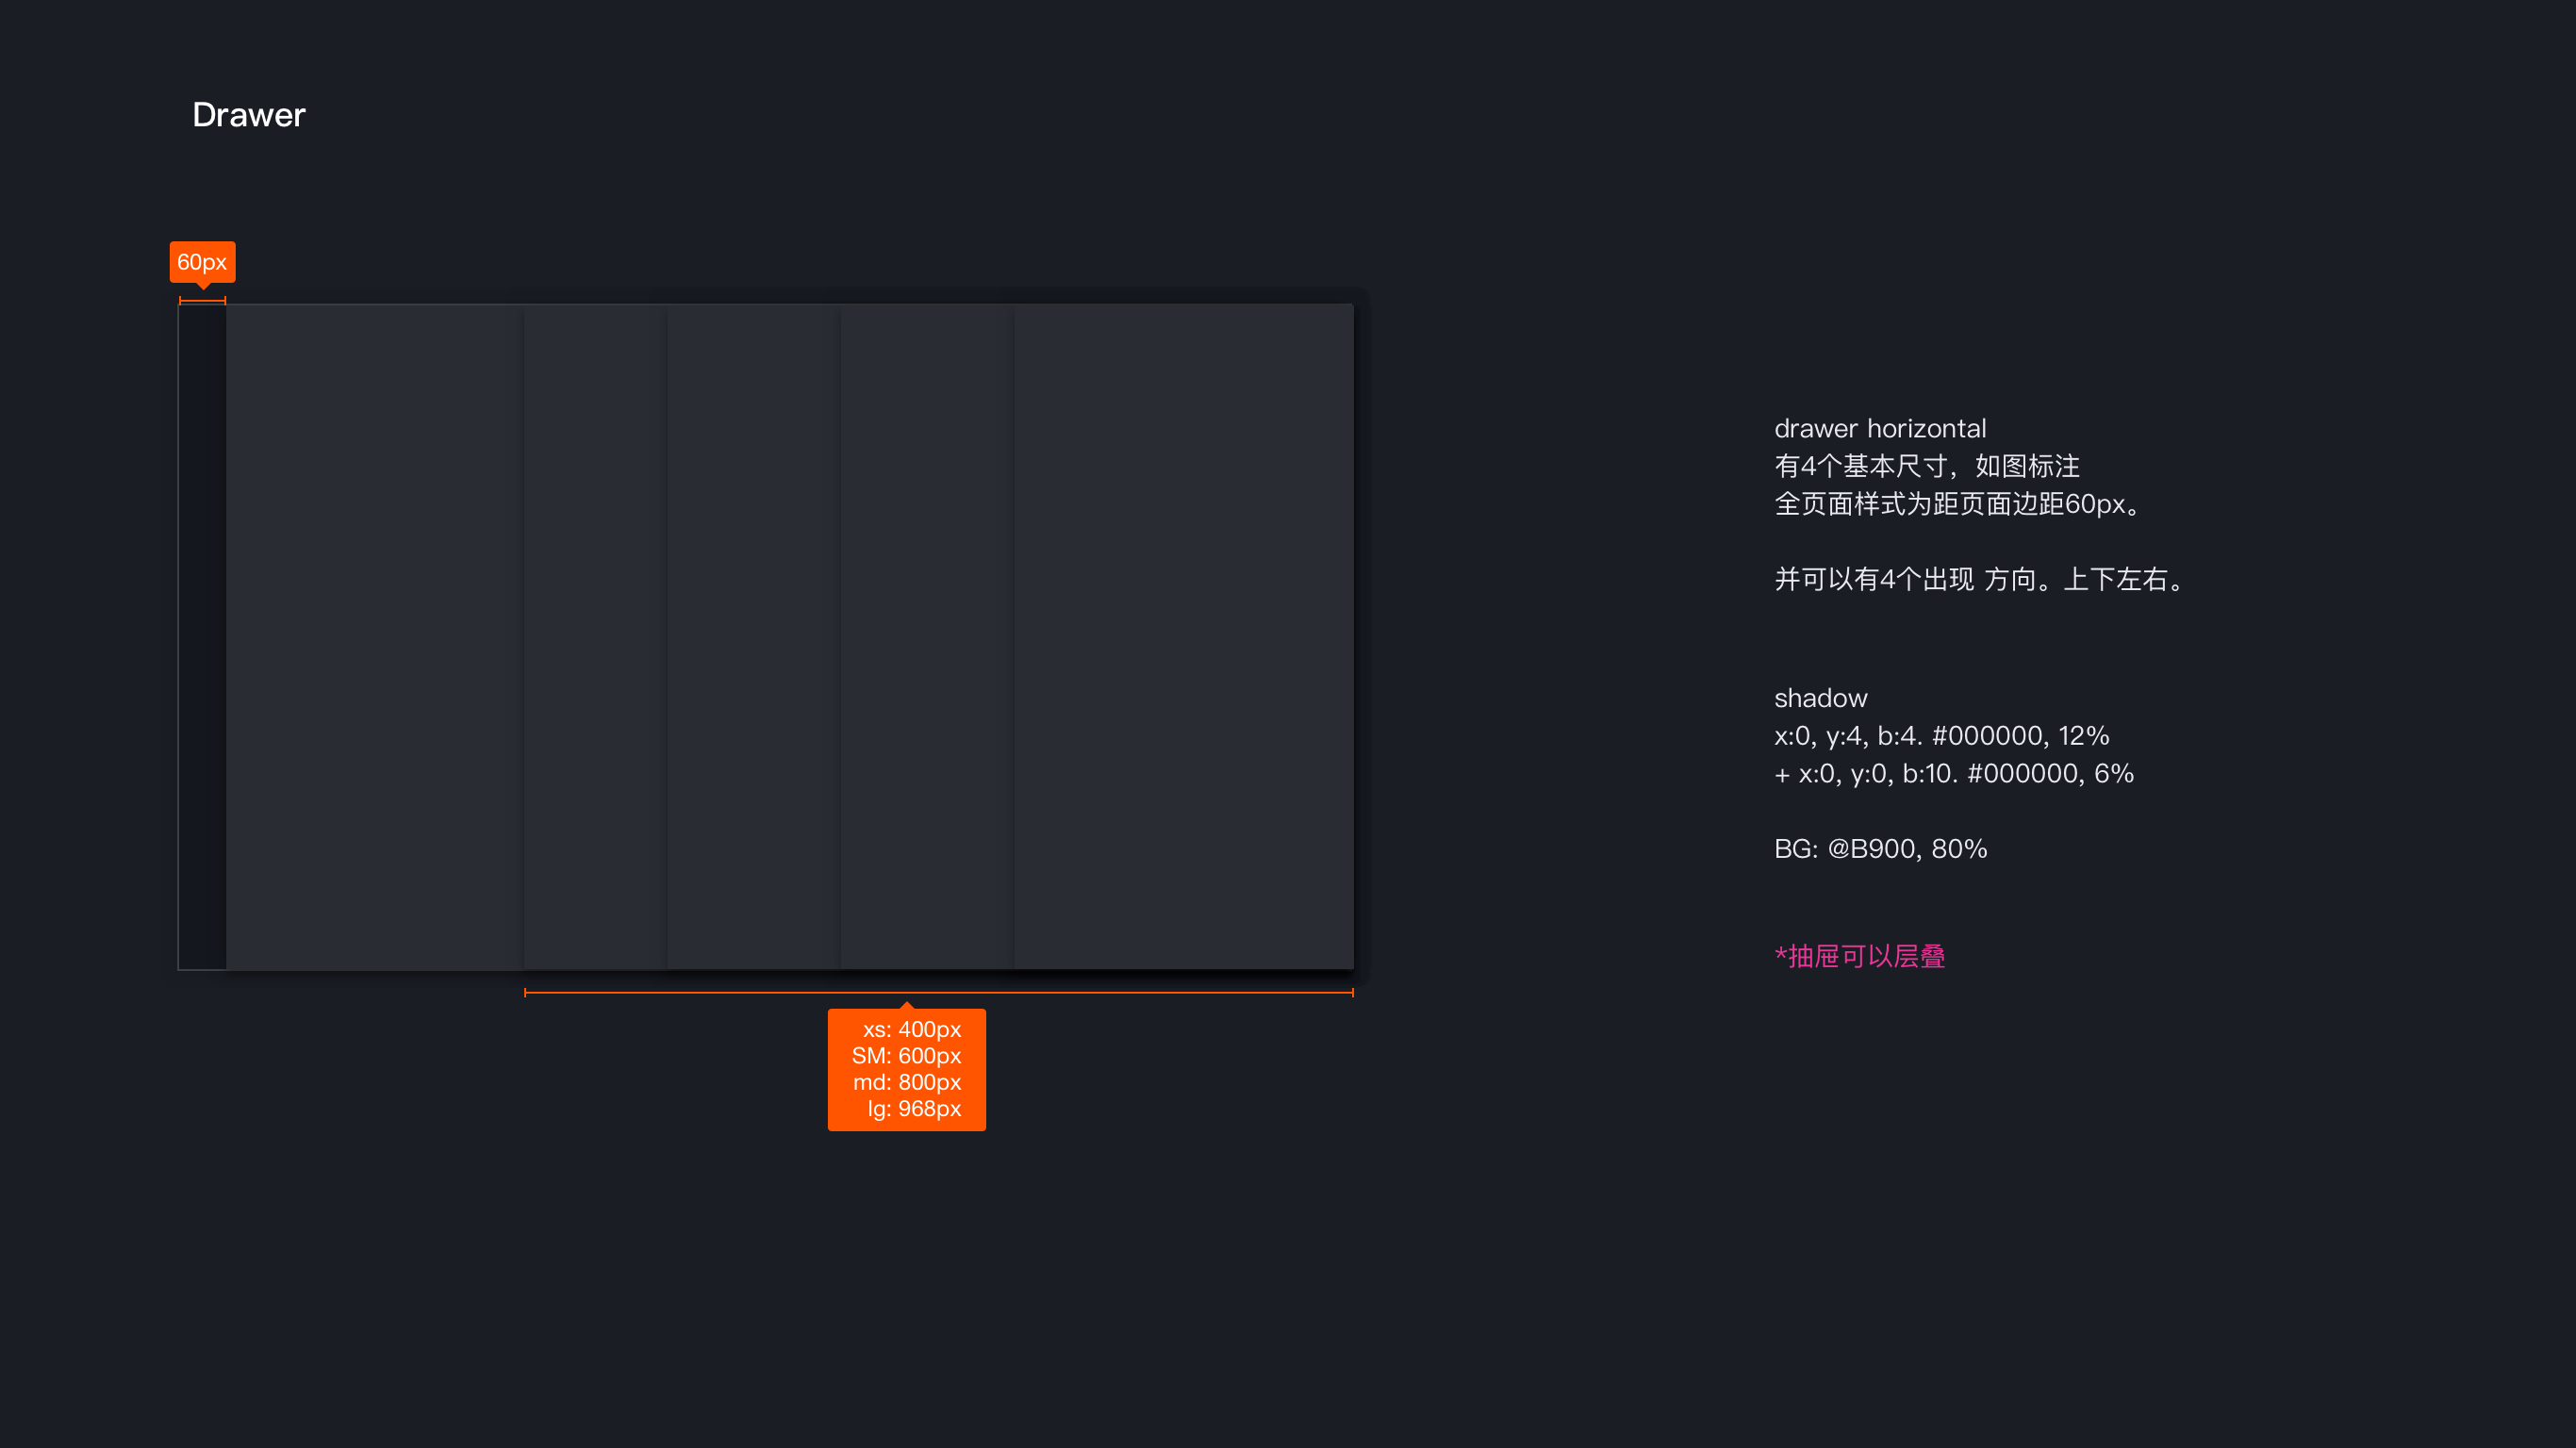 Drawer
60px
xs: 400px
SM: 600px
md: 800px
lg: 968px
drawer horizontal
有4个基本尺寸，如图标注
全页面样式为距页面边距60px。
并可以有4个出现 方向。上下左右。
shadow
x:0, y:4, b:4. #000000, 12%
+ x:0, y:0, b:10. #000000, 6%
BG: @B900, 80%
*抽屉可以层叠